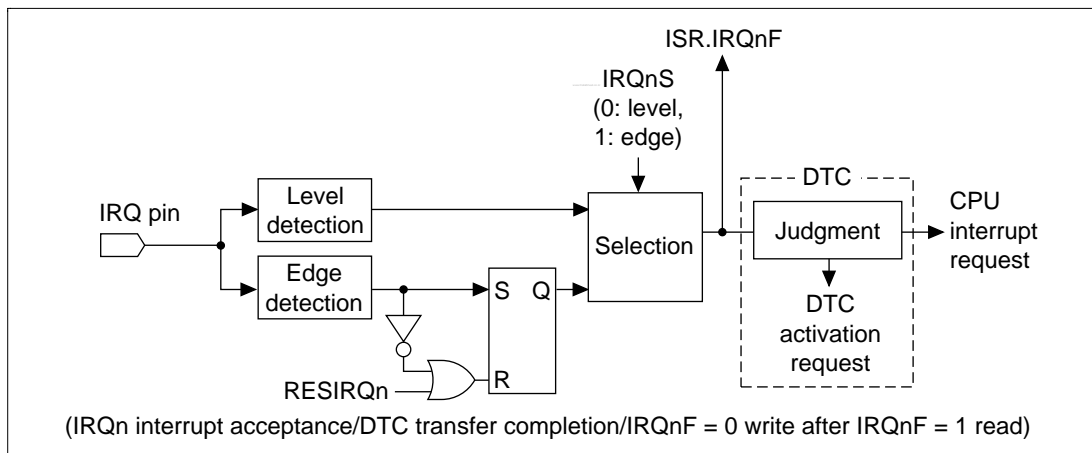 ISR.IRQnF
IRQnS
(0: level,
1: edge)
DTC
IRQ pin
Level
detection
Selection
Judgment
CPU
interrupt
request
Edge
detection
S Q
DTC
activation
request
R
RESIRQn
(IRQn interrupt acceptance/DTC transfer completion/IRQnF = 0 write after IRQnF = 1 read)